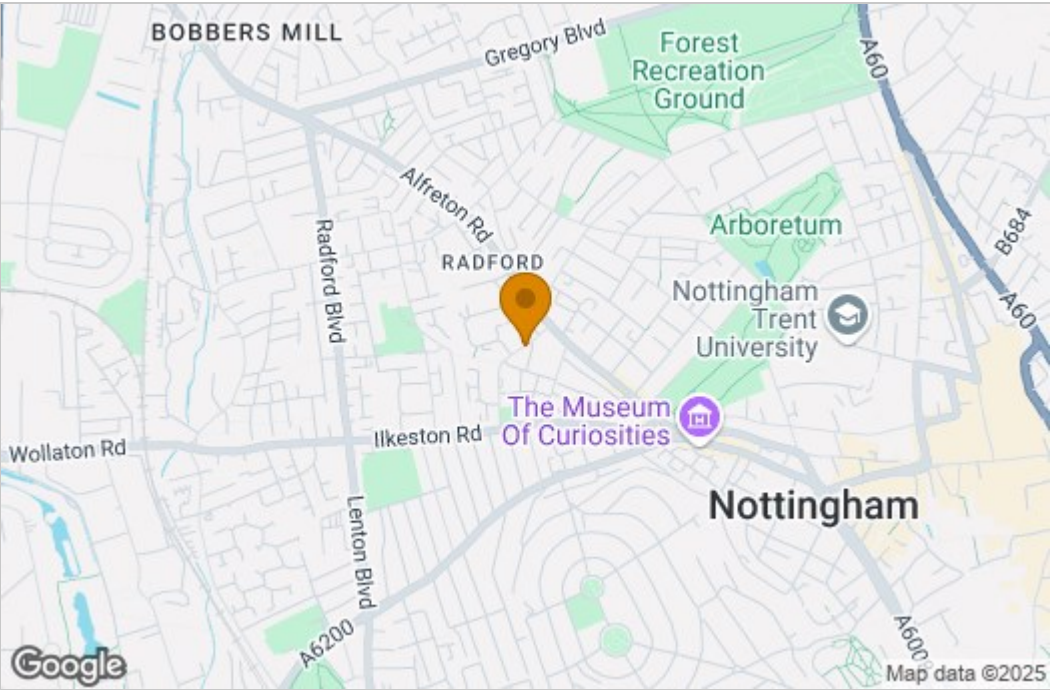 BOBBERS MILL
Gregory Blvd
Forest
Recreation
Ground
A60
Alfreton Rd
Arboretum
B684
RADFORD
Radford Blvd
Nottingham
Trent
University
A60
The Museum
Of Curiosities
Ilkeston Rd
Wollaton Rd
Nottingham
Lenton Blvd
A6200
Google
Map data ©2025